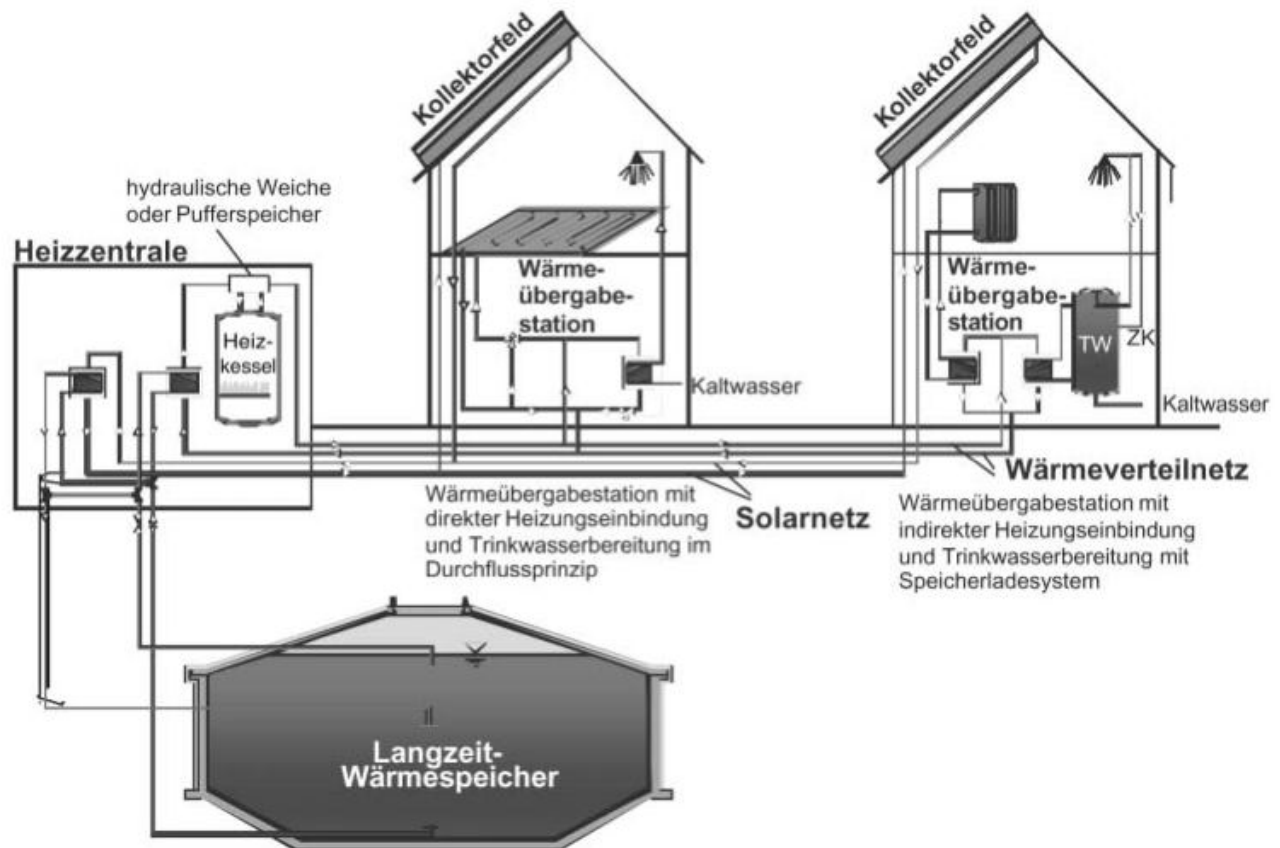 Kollektorfeld
Kollektorfeld
hydraulische Weiche
oder Pufferspeicher
Heizzentrale
Heiz-
kessel
Wärme-
übergabe-
station
Kaltwasser
Wärme-
übergabe-
station
TW
ZK
Kaltwasser
Wärmeübergabestation mit
direkter Heizungseinbindung
und Trinkwasserbereitung im
Durchflussprinzip
Solarnetz
Wärmeverteilnetz
Wärmeübergabestation mit
indirekter Heizungseinbindung
und Trinkwasserbereitung mit
Speicherladesystem
Langzeit-
Wärmespeicher